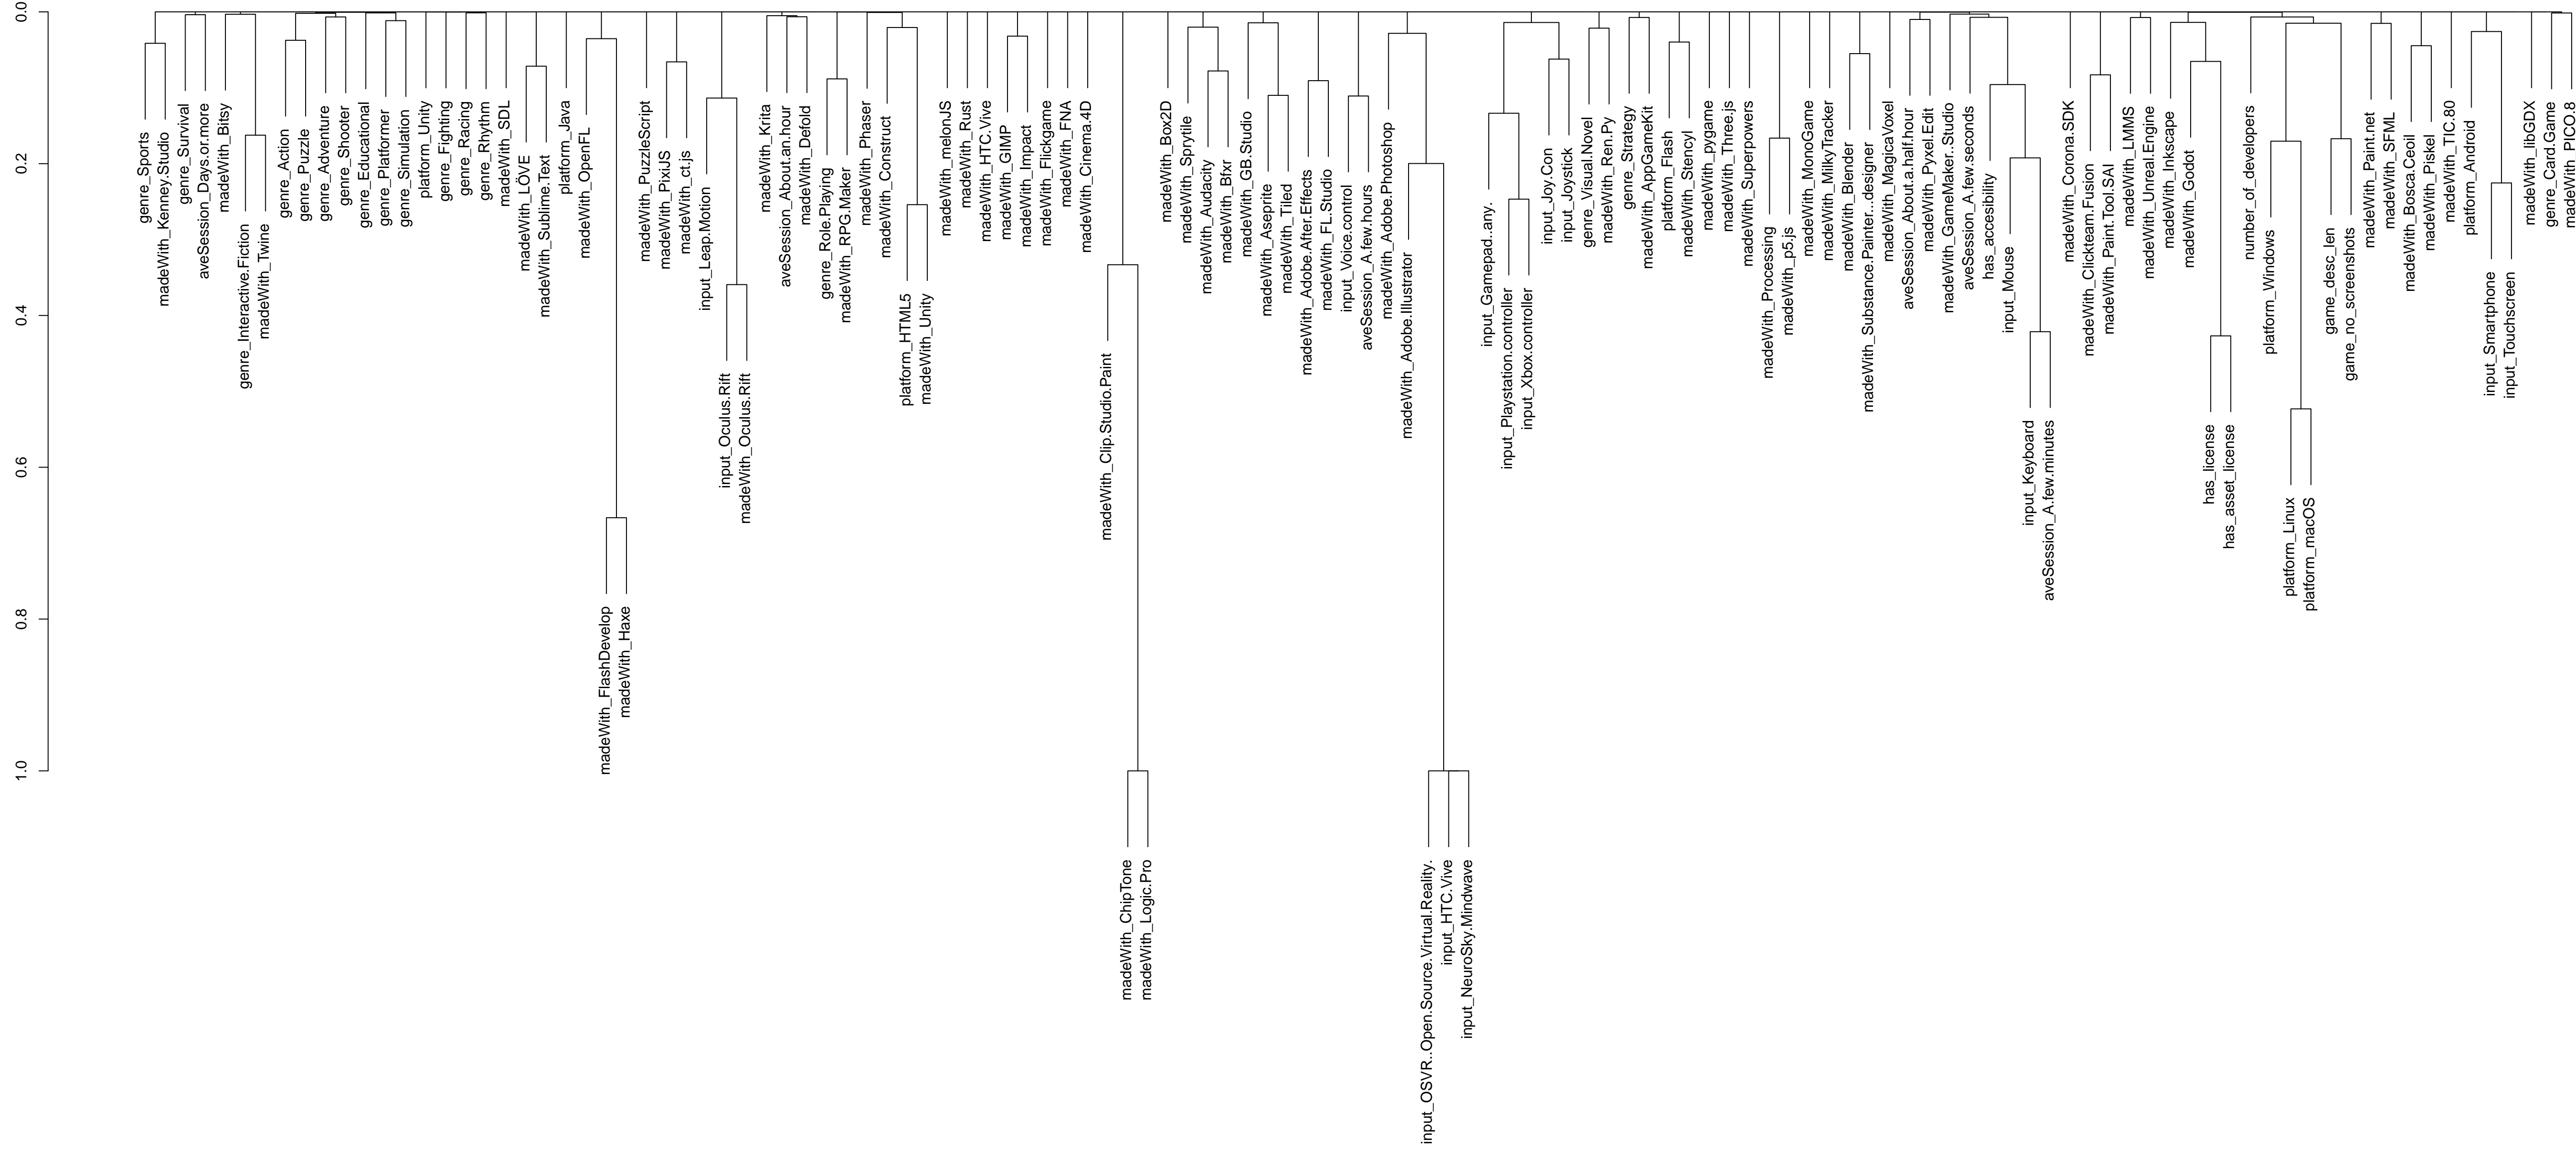 0.0
0.2
0.4
0.6
0.8
1.0
genre_Sports
madeWith_Kenney.Studio
genre_Survival
aveSession_Days.or.more
madeWith_Bitsy
genre_Interactive.Fiction
madeWith_Twine
genre_Action
genre_Puzzle
genre_Adventure
genre_Shooter
genre_Educational
genre_Platformer
genre_Simulation
platform_Unity
genre_Fighting
genre_Racing
genre_Rhythm
madeWith_SDL
madeWith_LÖVE
madeWith_Sublime.Text
platform_Java
madeWith_OpenFL
madeWith_FlashDevelop
madeWith_Haxe
madeWith_PuzzleScript
madeWith_PixiJS
madeWith_ct.js
input_Leap.Motion
input_Oculus.Rift
madeWith_Oculus.Rift
madeWith_Krita
aveSession_About.an.hour
madeWith_Defold
genre_Role.Playing
madeWith_RPG.Maker
madeWith_Phaser
madeWith_Construct
platform_HTML5
madeWith_Unity
madeWith_melonJS
madeWith_Rust
madeWith_HTC.Vive
madeWith_GIMP
madeWith_Impact
madeWith_Flickgame
madeWith_FNA
madeWith_Cinema.4D
madeWith_Clip.Studio.Paint
madeWith_ChipTone
madeWith_Logic.Pro
madeWith_Box2D
madeWith_Sprytile
madeWith_Audacity
madeWith_Bfxr
madeWith_GB.Studio
madeWith_Aseprite
madeWith_Tiled
madeWith_Adobe.After.Effects
madeWith_FL.Studio
input_Voice.control
aveSession_A.few.hours
madeWith_Adobe.Photoshop
madeWith_Adobe.Illustrator
input_OSVR..Open.Source.Virtual.Reality.
input_HTC.Vive
input_NeuroSky.Mindwave
input_Gamepad..any.
input_Playstation.controller
input_Xbox.controller
input_Joy.Con
input_Joystick
genre_Visual.Novel
madeWith_Ren.Py
genre_Strategy
madeWith_AppGameKit
platform_Flash
madeWith_Stencyl
madeWith_pygame
madeWith_Three.js
madeWith_Superpowers
madeWith_Processing
madeWith_p5.js
madeWith_MonoGame
madeWith_MilkyTracker
madeWith_Blender
madeWith_Substance.Painter...designer
madeWith_MagicaVoxel
aveSession_About.a.half.hour
madeWith_Pyxel.Edit
madeWith_GameMaker..Studio
aveSession_A.few.seconds
has_accesibility
input_Mouse
input_Keyboard
aveSession_A.few.minutes
madeWith_Corona.SDK
madeWith_Clickteam.Fusion
madeWith_Paint.Tool.SAI
madeWith_LMMS
madeWith_Unreal.Engine
madeWith_Inkscape
madeWith_Godot
has_license
has_asset_license
number_of_developers
platform_Windows
platform_Linux
platform_macOS
game_desc_len
game_no_screenshots
madeWith_Paint.net
madeWith_SFML
madeWith_Bosca.Ceoil
madeWith_Piskel
madeWith_TIC.80
platform_Android
input_Smartphone
input_Touchscreen
madeWith_libGDX
genre_Card.Game
madeWith_PICO.8